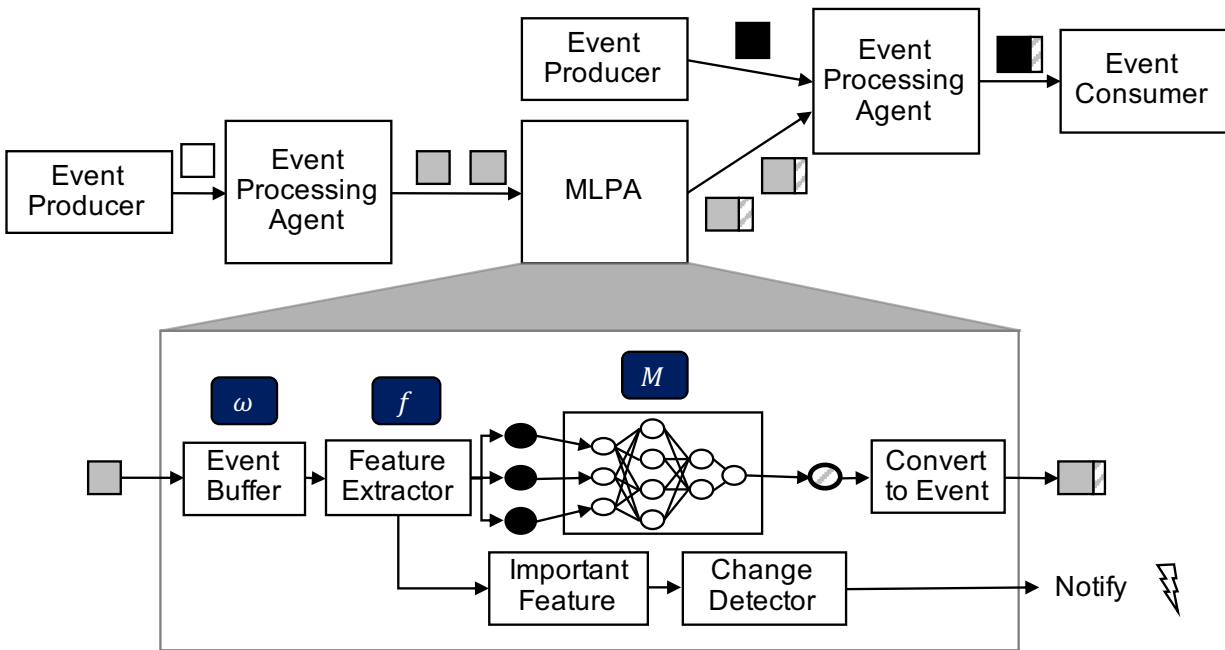 Event
Producer
Event
Processing
Agent
Event
Consumer
Event
Producer
Event
Processing
Agent
MLPA
ω
f
M
Event
Buffer
Feature
Extractor
Convert
to Event
Important
Feature
Change
Detector
Notify